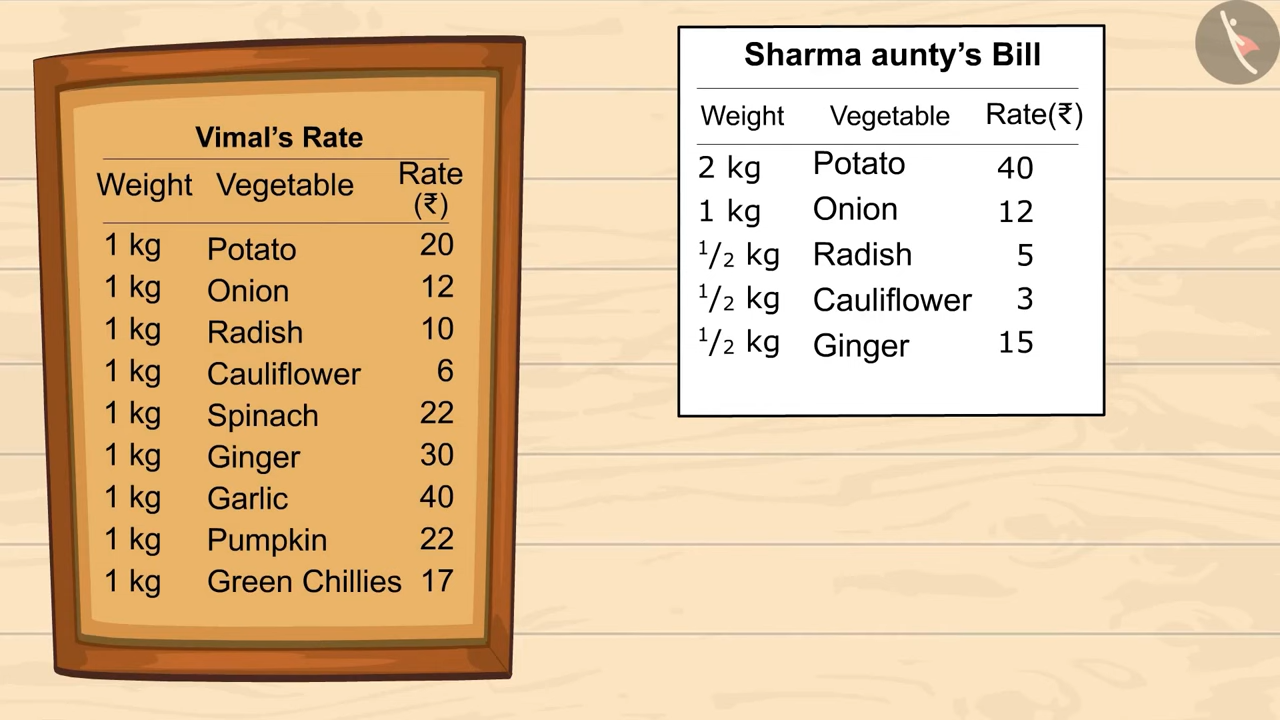 Vimal's Rate
Weight Vegetable Rate (₹)
1 kg Potato 20
1 kg Onion 12
1 kg Radish 10
1 kg Cauliflower 6
1 kg Spinach 22
1 kg Ginger 30
1 kg Garlic 40
1 kg Pumpkin 22
1 kg Green Chillies 17
Sharma aunty's Bill
Weight Vegetable Rate(₹)
2 kg Potato 40
1 kg Onion 12
1/2 kg Radish 5
1/2 kg Cauliflower 3
1/2 kg Ginger 15